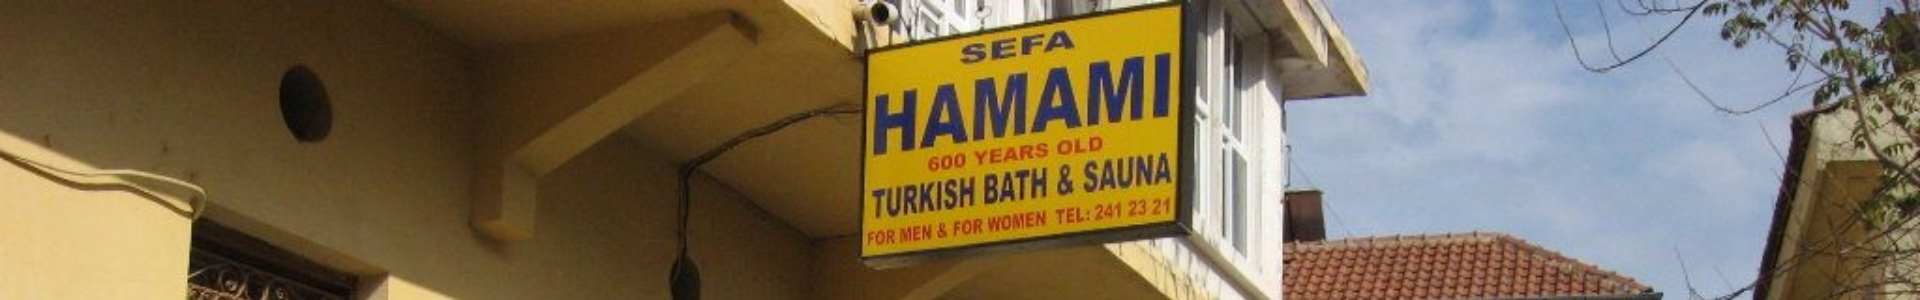 SEFA
HAMAMI
600 YEARS OLD
TURKISH BATH & SAUNA
FOR MEN & FOR WOMEN TEL: 241 23 21